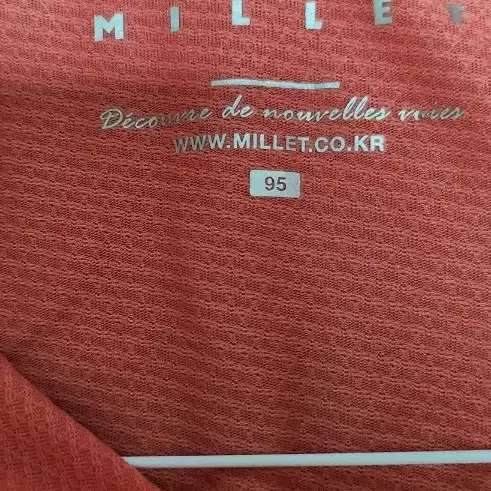 MILLET
Découvre de nouvelles voies
WWW.MILLET.CO.KR
95